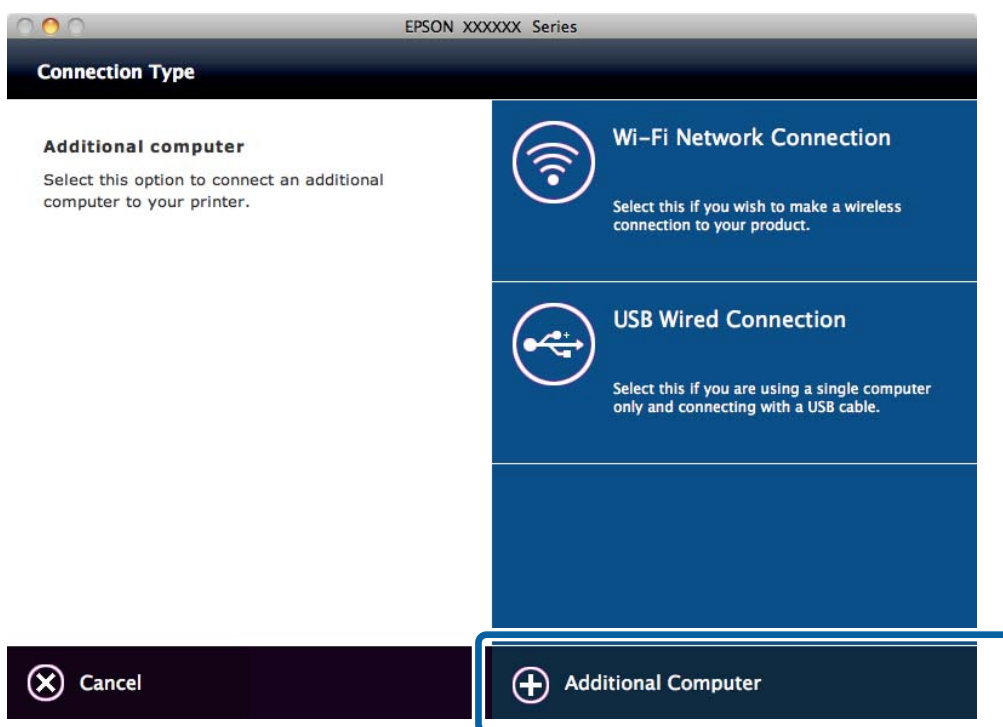 EPSON XXXXXX Series
Connection Type
Additional computer
Select this option to connect an additional
computer to your printer.
Wi-Fi Network Connection
Select this if you wish to make a wireless
connection to your product.
USB Wired Connection
Select this if you are using a single computer
only and connecting with a USB cable.
Cancel
Additional Computer